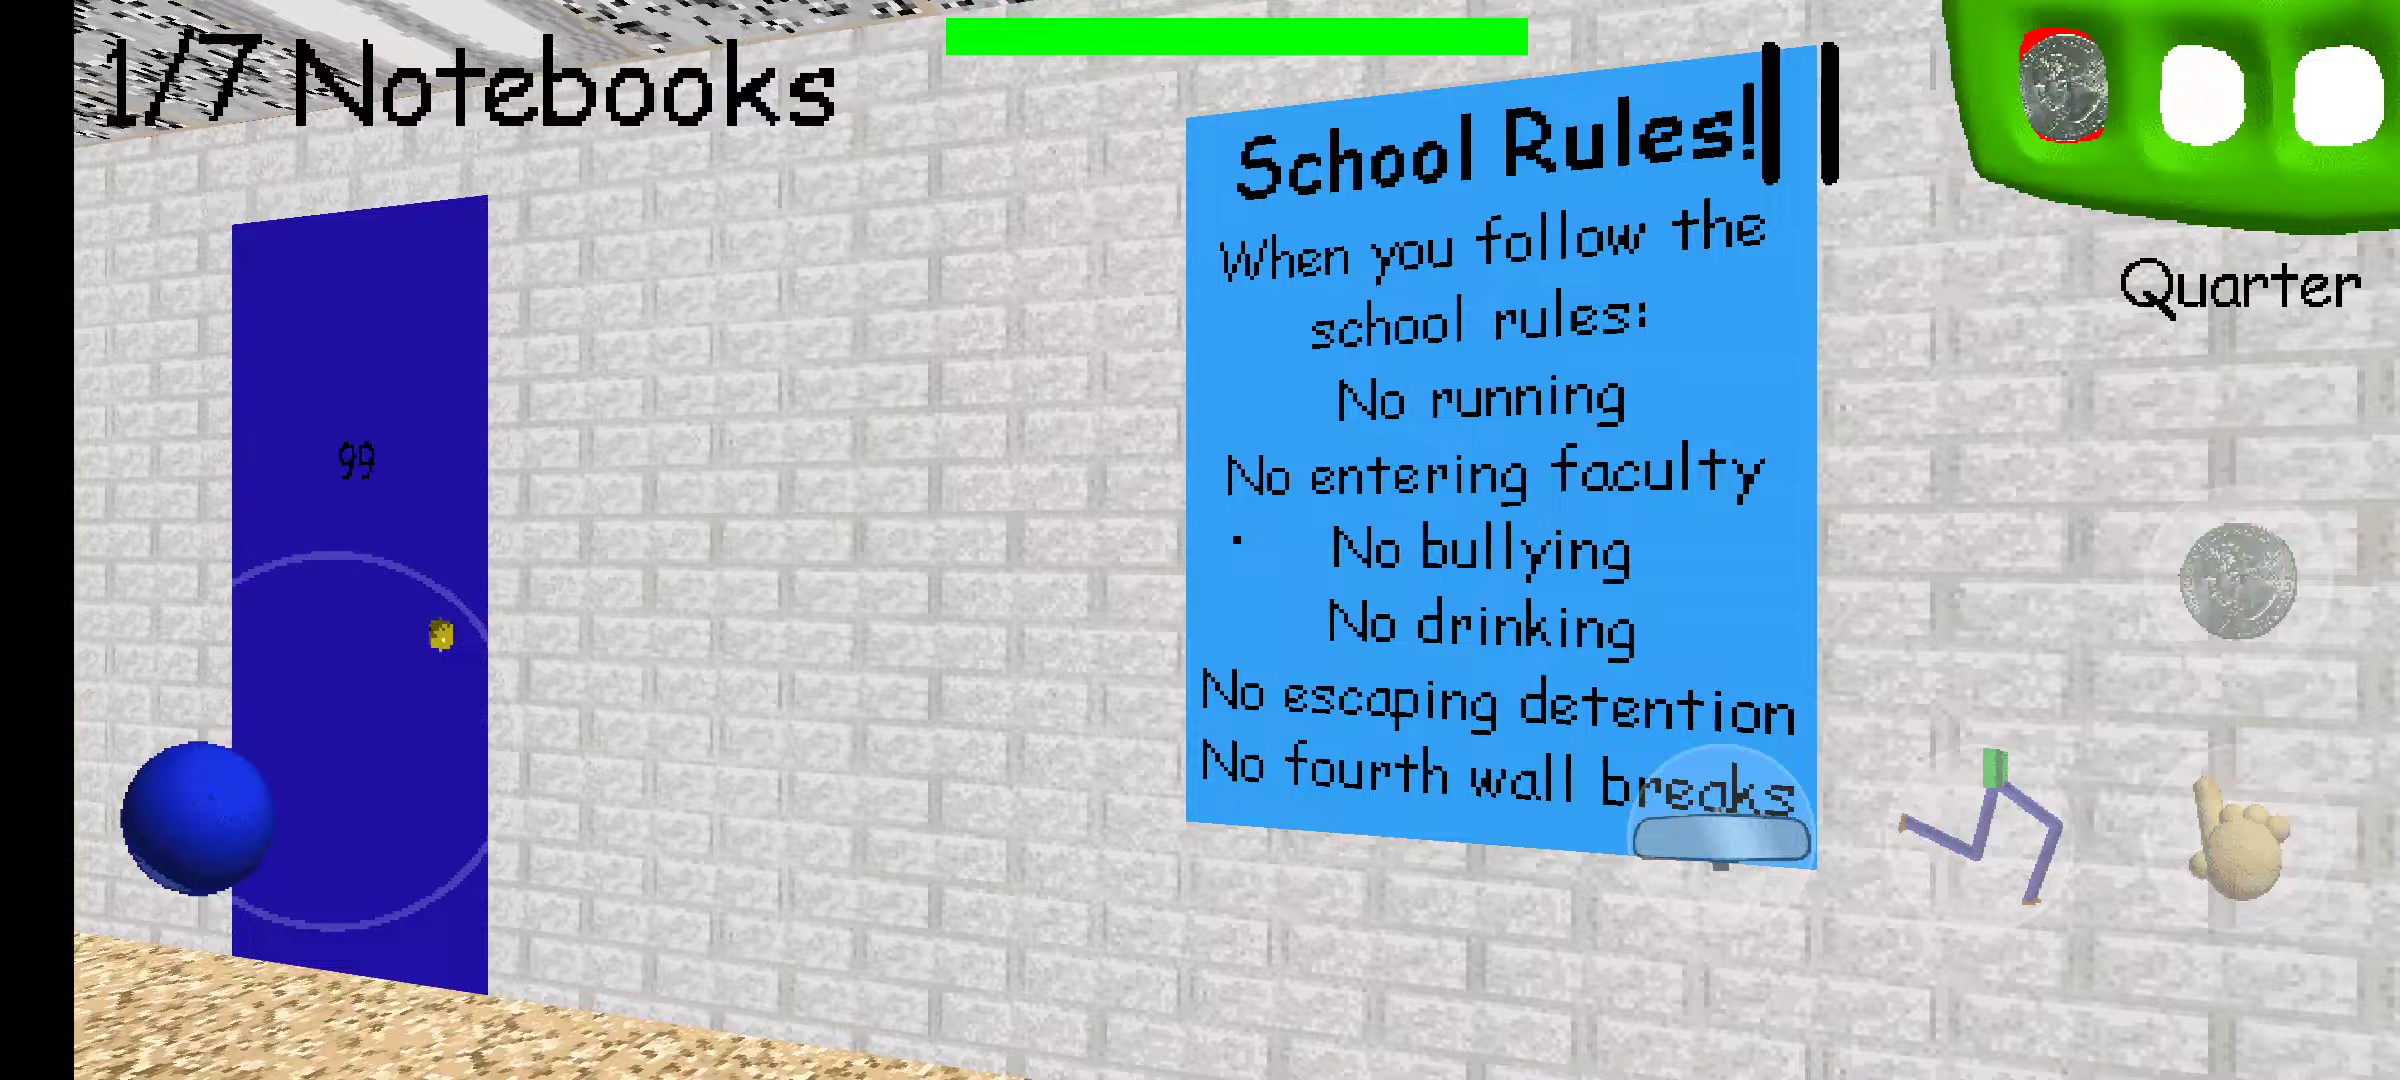 1/7 Notebooks
School Rules!
When you follow the
school rules:
No running
No entering faculty
No bullying
No drinking
No escaping detention
No fourth wall breaks
Quarter
99